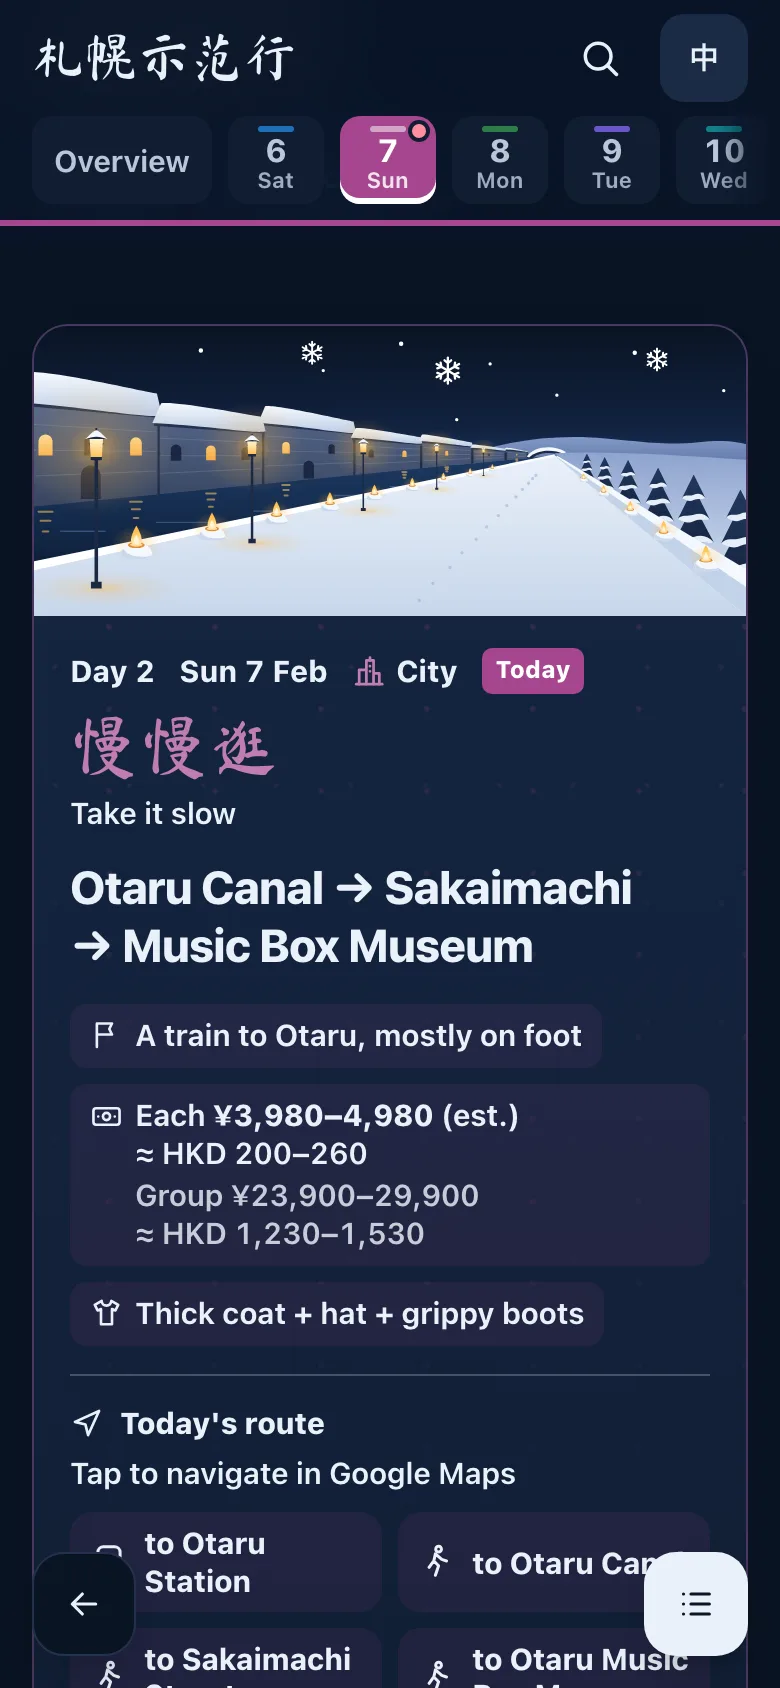 札幌示范行
中
Overview
6
Sat
7
Sun
8
Mon
9
Tue
10
Wed
Day 2 Sun 7 Feb City Today
慢慢逛
Take it slow
Otaru Canal → Sakaimachi
→ Music Box Museum
A train to Otaru, mostly on foot
Each ¥3,980–4,980 (est.)
≈ HKD 200–260
Group ¥23,900–29,900
≈ HKD 1,230–1,530
Thick coat + hat + grippy boots
Today's route
Tap to navigate in Google Maps
to Otaru
Station
to Otaru
to Sakaimachi
to Otaru Music